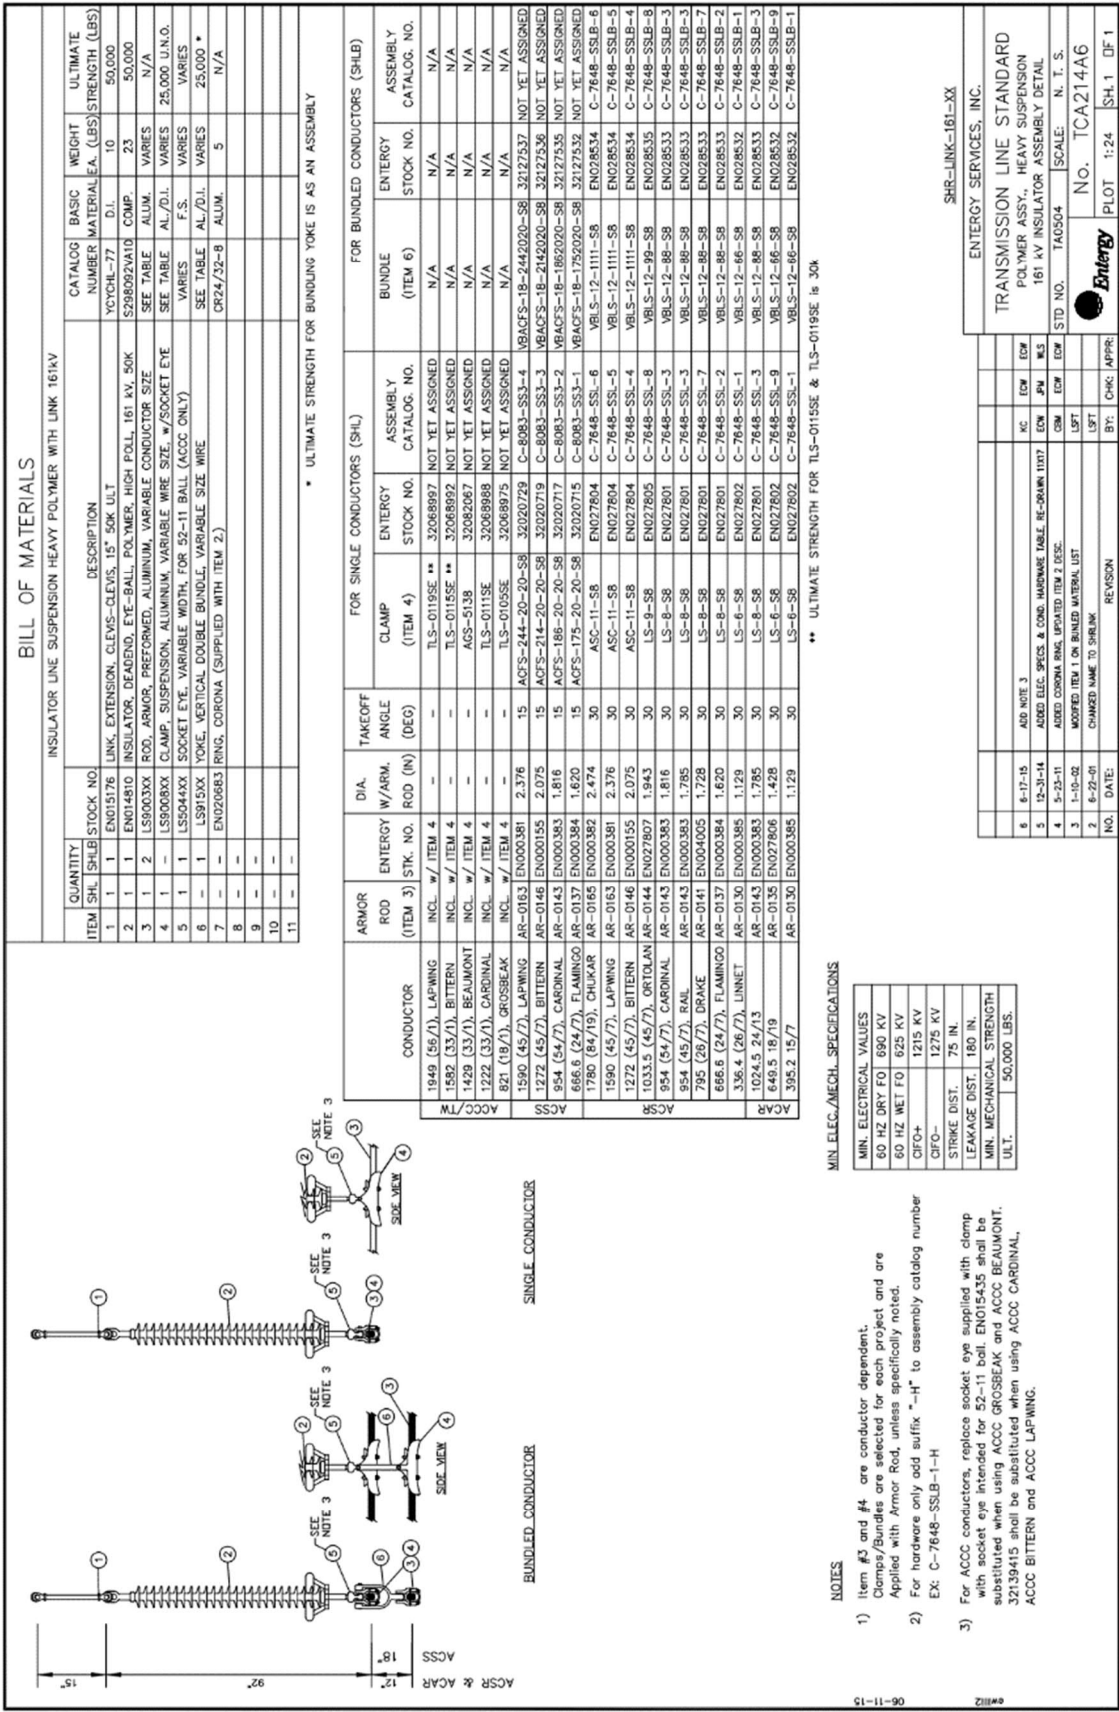 BILL OF MATERIALS
INSULATOR LINE SUSPENSION HEAVY POLYMER WITH LINK 161kV
ITEM QUANTITY SHL SHLB STOCK NO. DESCRIPTION CATALOG NUMBER BASIC MATERIAL WEIGHT EA. (LBS) ULTIMATE STRENGTH (LBS)
1 1 1 EN015176 LINK, EXTENSION, CLEVIS-CLEVIS, 15" 50K ULT YCYCHL-77 D.I. 10 50,000
2 1 1 EN014810 INSULATOR, DEADEND, EYE-BALL, POLYMER, HIGH POLL, 161 kV, 50K S298092VA10 COMP. 23 50,000
3 1 2 LS9003XX ROD, ARMOR, PREFORMED, ALUMINUM, VARIABLE CONDUCTOR SIZE SEE TABLE ALUM. VARIES N/A
4 1 - LS9008XX CLAMP, SUSPENSION, ALUMINUM, VARIABLE WIRE SIZE, w/SOCKET EYE SEE TABLE AL./D.I. VARIES 25,000 U.N.O.
5 1 1 LS5044XX SOCKET EYE, VARIABLE WIDTH, FOR 52-11 BALL (ACCC ONLY) VARIES F.S. VARIES VARIES
6 - 1 LS915XX YOKE, VERTICAL DOUBLE BUNDLE, VARIABLE SIZE WIRE SEE TABLE AL./D.I. VARIES 25,000 *
7 - - EN020683 RING, CORONA (SUPPLIED WITH ITEM 2.) CR24/32-8 ALUM. 5 N/A
8 - -
9 - -
10 - -
11 - -
* ULTIMATE STRENGTH FOR BUNDLING YOKE IS AS AN ASSEMBLY
FOR SINGLE CONDUCTORS (SHL) FOR BUNDLED CONDUCTORS (SHLB)
CONDUCTOR ARMOR ROD (ITEM 3) ENTERGY STK. NO. DIA. W/ARM. ROD (IN) TAKEOFF ANGLE (DEG) CLAMP (ITEM 4) ENTERGY STOCK NO. ASSEMBLY CATALOG. NO. BUNDLE (ITEM 6) ENTERGY STOCK NO. ASSEMBLY CATALOG. NO.
ACCC/TW
1949 (56/1), LAPWING INCL. w/ ITEM 4 - - TLS-0119SE ** 32068997 NOT YET ASSIGNED N/A N/A N/A
1582 (33/1), BITTERN INCL. w/ ITEM 4 - - TLS-0115SE ** 32068992 NOT YET ASSIGNED N/A N/A N/A
1429 (33/1), BEAUMONT INCL. w/ ITEM 4 - - AGS-5138 32082067 NOT YET ASSIGNED N/A N/A N/A
1222 (33/1), CARDINAL INCL. w/ ITEM 4 - - TLS-0111SE 32068988 NOT YET ASSIGNED N/A N/A N/A
821 (18/1), GROSBEAK INCL. w/ ITEM 4 - - TLS-0105SE 32068975 NOT YET ASSIGNED N/A N/A N/A
ACSS
1590 (45/7), LAPWING AR-0163 EN000381 2.376 15 ACFS-244-20-20-S8 32020729 C-8083-SS3-4 VBACFS-18-2442020-S8 32127537 NOT YET ASSIGNED
1272 (45/7), BITTERN AR-0146 EN000155 2.075 15 ACFS-214-20-20-S8 32020719 C-8083-SS3-3 VBACFS-18-2142020-S8 32127536 NOT YET ASSIGNED
954 (54/7), CARDINAL AR-0143 EN000383 1.816 15 ACFS-186-20-20-S8 32020717 C-8083-SS3-2 VBACFS-18-1862020-S8 32127535 NOT YET ASSIGNED
666.6 (24/7), FLAMINGO AR-0137 EN000384 1.620 15 ACFS-175-20-20-S8 32020715 C-8083-SS3-1 VBACFS-18-1752020-S8 32127532 NOT YET ASSIGNED
ACSR
1780 (84/19), CHUKAR AR-0165 EN000382 2.474 30 ASC-11-S8 EN027804 C-7648-SSL-6 VBLS-12-1111-S8 EN028534 C-7648-SSLB-6
1590 (45/7), LAPWING AR-0163 EN000381 2.376 30 ASC-11-S8 EN027804 C-7648-SSL-5 VBLS-12-1111-S8 EN028534 C-7648-SSLB-5
1272 (45/7), BITTERN AR-0146 EN000155 2.075 30 ASC-11-S8 EN027804 C-7648-SSL-4 VBLS-12-1111-S8 EN028534 C-7648-SSLB-4
1033.5 (45/7), ORTOLAN AR-0144 EN027807 1.943 30 LS-9-S8 EN027805 C-7648-SSL-8 VBLS-12-99-S8 EN028535 C-7648-SSLB-8
954 (54/7), CARDINAL AR-0143 EN000383 1.816 30 LS-8-S8 EN027801 C-7648-SSL-3 VBLS-12-88-S8 EN028533 C-7648-SSLB-3
954 (45/7), RAIL AR-0143 EN000383 1.785 30 LS-8-S8 EN027801 C-7648-SSL-3 VBLS-12-88-S8 EN028533 C-7648-SSLB-3
795 (26/7), DRAKE AR-0141 EN004005 1.728 30 LS-8-S8 EN027801 C-7648-SSL-7 VBLS-12-88-S8 EN028533 C-7648-SSLB-7
666.6 (24/7), FLAMINGO AR-0137 EN000384 1.620 30 LS-8-S8 EN027801 C-7648-SSL-2 VBLS-12-88-S8 EN028533 C-7648-SSLB-2
336.4 (26/7), LINNET AR-0130 EN000385 1.129 30 LS-6-S8 EN027802 C-7648-SSL-1 VBLS-12-66-S8 EN028532 C-7648-SSLB-1
ACAR
1024.5 24/13 AR-0143 EN000383 1.785 30 LS-8-S8 EN027801 C-7648-SSL-3 VBLS-12-88-S8 EN028533 C-7648-SSLB-3
649.5 18/19 AR-0135 EN027806 1.428 30 LS-6-S8 EN027802 C-7648-SSL-9 VBLS-12-66-S8 EN028532 C-7648-SSLB-9
395.2 15/7 AR-0130 EN000385 1.129 30 LS-6-S8 EN027802 C-7648-SSL-1 VBLS-12-66-S8 EN028532 C-7648-SSLB-1
** ULTIMATE STRENGTH FOR TLS-0115SE & TLS-0119SE is 30k
15"
92"
12"
18"
ACSR & ACAR
ACSS
1
2
SEE NOTE 3
5
6
3 4
2
SEE NOTE 3
5
3
6
4
SIDE VIEW
BUNDLED CONDUCTOR
1
2
SEE NOTE 3
5
3 4
2
SEE NOTE 3
5
3
4
SIDE VIEW
SINGLE CONDUCTOR
NOTES
1) Item #3 and #4 are conductor dependent.
Clamps/Bundles are selected for each project and are
Applied with Armor Rod, unless specifically noted.
2) For hardware only add suffix "-H" to assembly catalog number
EX: C-7648-SSLB-1-H
3) For ACCC conductors, replace socket eye supplied with clamp
with socket eye intended for 52-11 ball. EN015435 shall be
substituted when using ACCC GROSBEAK and ACCC BEAUMONT.
32139415 shall be substituted when using ACCC CARDINAL,
ACCC BITTERN and ACCC LAPWING.
MIN ELEC./MECH. SPECIFICATIONS
MIN. ELECTRICAL VALUES
60 HZ DRY FO 690 KV
60 HZ WET FO 625 KV
CIFO+ 1215 KV
CIFO- 1275 KV
STRIKE DIST. 75 IN.
LEAKAGE DIST. 180 IN.
MIN. MECHANICAL STRENGTH
ULT. 50,000 LBS.
SHR-LINK-161-XX
6 6-17-15 ADD NOTE 3 KC ECW ECW
5 12-31-14 ADDED ELEC. SPECS. & COND. HARDWARE TABLE. RE-DRAWN 11X17 ECW JPM WLS
4 5-23-11 ADDED CORONA RING, UPDATED ITEM 2 DESC. CBM ECW ECW
3 1-10-02 MODIFIED ITEM 1 ON BUNLED MATERIAL LIST LSFT
2 6-22-01 CHANGED NAME TO SHRLINK LSFT
NO. DATE: REVISION BY: CHK: APPR:
ENTERGY SERVICES, INC.
TRANSMISSION LINE STANDARD
POLYMER ASSY., HEAVY SUSPENSION
161 kV INSULATOR ASSEMBLY DETAIL
STD NO. TA0504 SCALE: N. T. S.
Entergy
No. TCA214A6
PLOT 1:24 SH. 1 OF 1
06-11-15